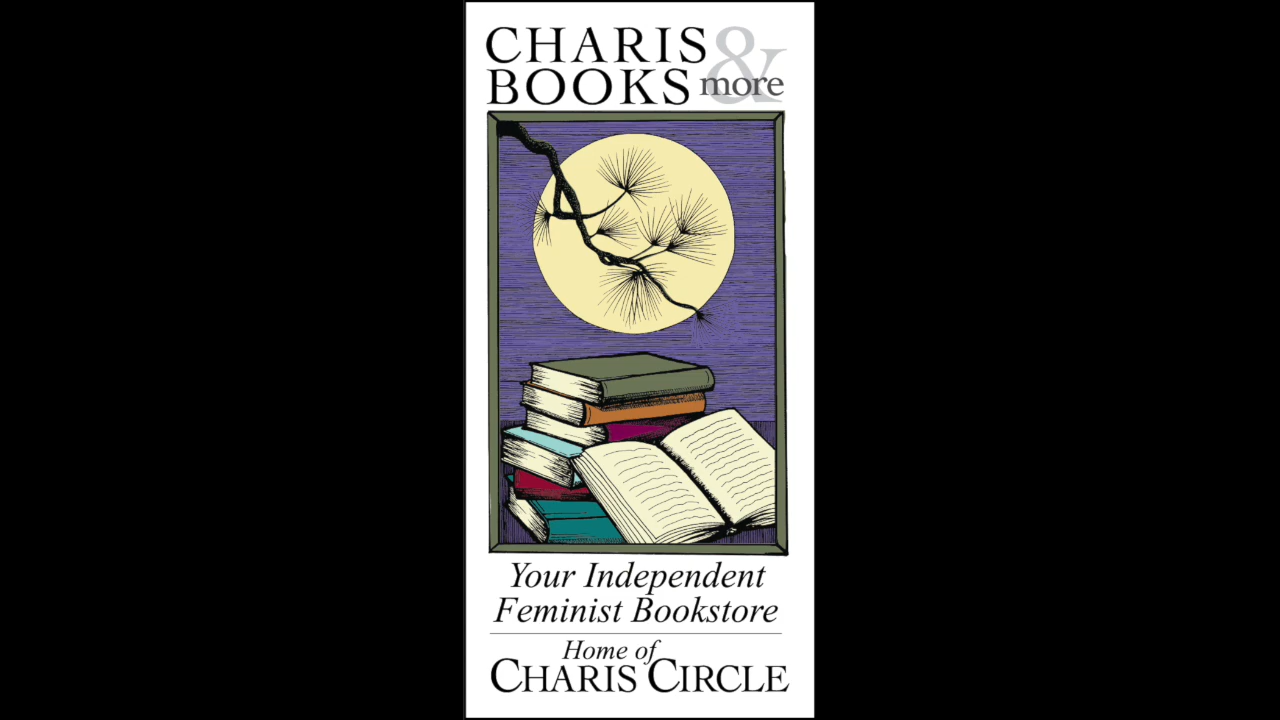 CHARIS &
BOOKS more
Your Independent
Feminist Bookstore
Home of
CHARIS CIRCLE